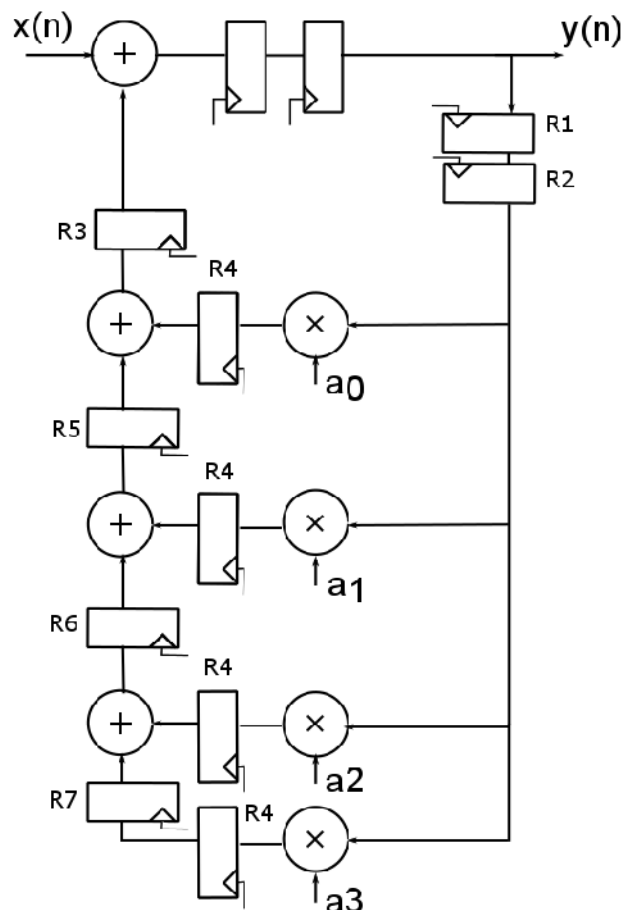 x(n)
y(n)
+
R1
R2
R3
R4
+
×
a0
R5
R4
+
×
a1
R6
R4
+
×
a2
R7
R4
×
a3